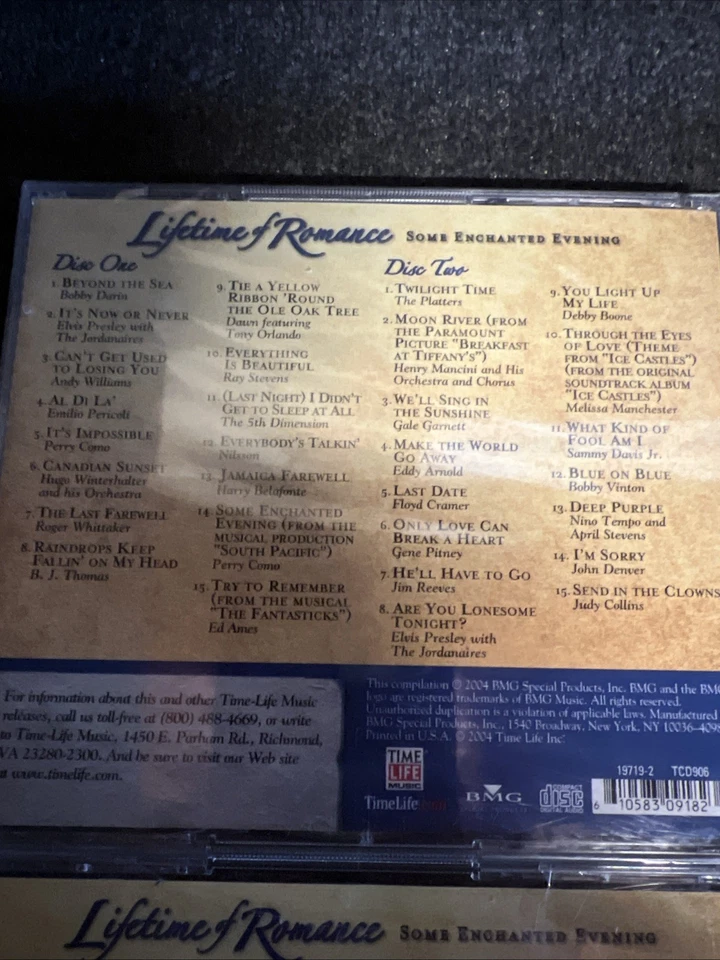 Lifetime of Romance SOME ENCHANTED EVENING
Disc One
1. BEYOND THE SEA
Bobby Darin
2. IT'S NOW OR NEVER
Elvis Presley with
The Jordanaires
3. CAN'T GET USED
TO LOSING YOU
Andy Williams
4. AL DI LA'
Emilio Pericoli
5. IT'S IMPOSSIBLE
Perry Como
6. CANADIAN SUNSET
Hugo Winterhalter
and his Orchestra
7. THE LAST FAREWELL
Roger Whittaker
8. RAINDROPS KEEP
FALLIN' ON MY HEAD
B. J. Thomas
9. TIE A YELLOW
RIBBON 'ROUND
THE OLE OAK TREE
Dawn featuring
Tony Orlando
10. EVERYTHING
IS BEAUTIFUL
Ray Stevens
11. (LAST NIGHT) I DIDN'T
GET TO SLEEP AT ALL
The 5th Dimension
12. EVERYBODY'S TALKIN'
Nilsson
13. JAMAICA FAREWELL
Harry Belafonte
14. SOME ENCHANTED
EVENING (FROM THE
MUSICAL PRODUCTION
"SOUTH PACIFIC")
Perry Como
15. TRY TO REMEMBER
(FROM THE MUSICAL
"THE FANTASTICKS")
Ed Ames
Disc Two
1. TWILIGHT TIME
The Platters
2. MOON RIVER (FROM
THE PARAMOUNT
PICTURE "BREAKFAST
AT TIFFANY'S")
Henry Mancini and His
Orchestra and Chorus
3. WE'LL SING IN
THE SUNSHINE
Gale Garnett
4. MAKE THE WORLD
GO AWAY
Eddy Arnold
5. LAST DATE
Floyd Cramer
6. ONLY LOVE CAN
BREAK A HEART
Gene Pitney
7. HE'LL HAVE TO GO
Jim Reeves
8. ARE YOU LONESOME
TONIGHT?
Elvis Presley with
The Jordanaires
9. YOU LIGHT UP
MY LIFE
Debby Boone
10. THROUGH THE EYES
OF LOVE (THEME
FROM "ICE CASTLES")
(FROM THE ORIGINAL
SOUNDTRACK ALBUM
"ICE CASTLES")
Melissa Manchester
11. WHAT KIND OF
FOOL AM I
Sammy Davis Jr.
12. BLUE ON BLUE
Bobby Vinton
13. DEEP PURPLE
Nino Tempo and
April Stevens
14. I'M SORRY
John Denver
15. SEND IN THE CLOWNS
Judy Collins
For information about this and other Time-Life Music
releases, call us toll-free at (800) 488-4669, or write
to Time-Life Music, 1450 E. Parham Rd., Richmond,
VA 23280-2300. And be sure to visit our Web site
at www.timelife.com.
This compilation © 2004 BMG Special Products, Inc. BMG and the BMG
logo are registered trademarks of BMG Music. All rights reserved.
Unauthorized duplication is a violation of applicable laws. Manufactured
BMG Special Products, Inc., 1540 Broadway, New York, NY 10036-4098
Printed in U.S.A. © 2004 Time Life Inc.
TIME
LIFE
MUSIC
TimeLife.com
BMG
COMPACT
disc
DIGITAL AUDIO
19719-2 TCD906
6 10583 09182
Lifetime of Romance SOME ENCHANTED EVENING